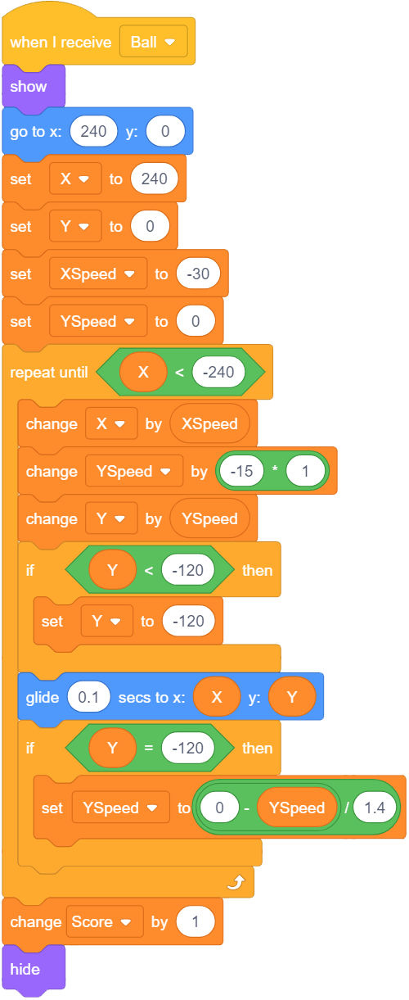 when I receive Ball
show
go to x: 240 y: 0
set X to 240
set Y to 0
set XSpeed to -30
set YSpeed to 0
repeat until X < -240
change X by XSpeed
change YSpeed by -15 * 1
change Y by YSpeed
if Y < -120 then
set Y to -120
glide 0.1 secs to x: X y: Y
if Y = -120 then
set YSpeed to 0 - YSpeed / 1.4
change Score by 1
hide